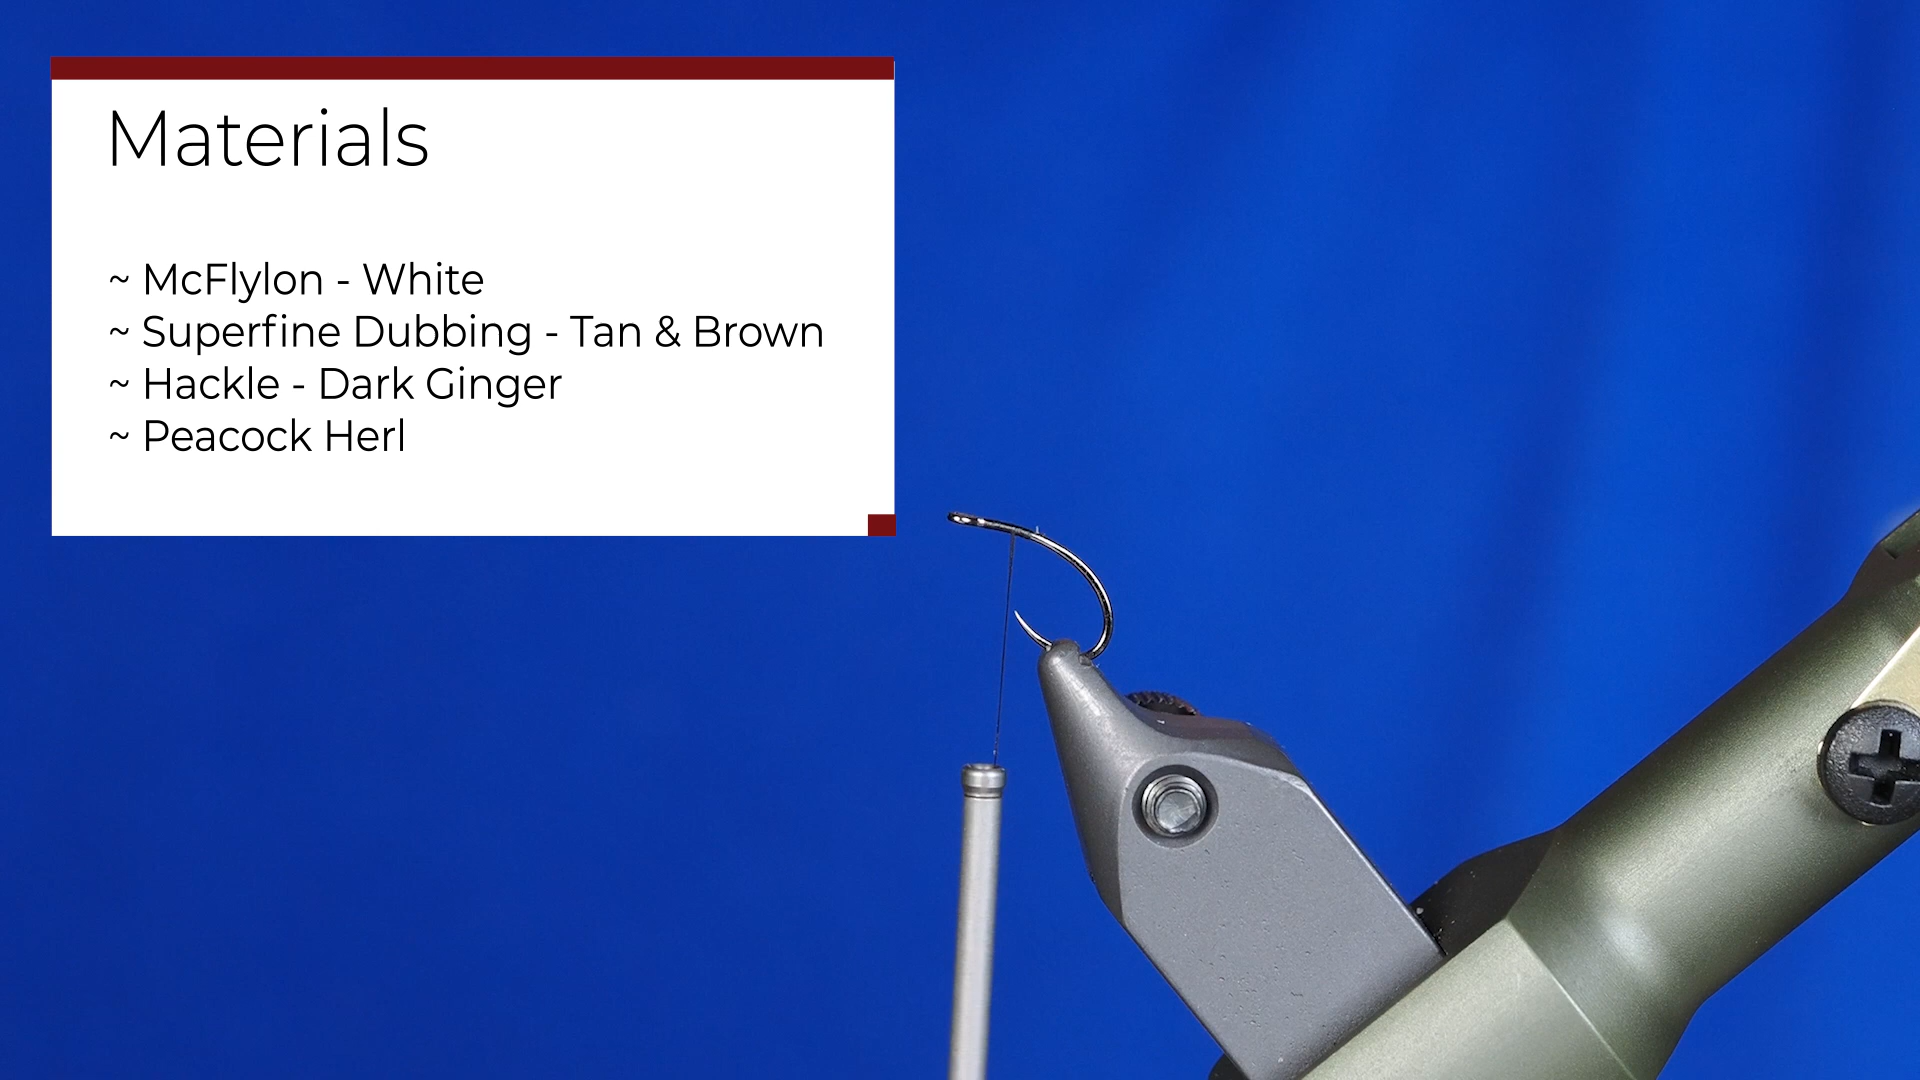 Materials
~ McFlylon - White
~ Superfine Dubbing - Tan & Brown
~ Hackle - Dark Ginger
~ Peacock Herl